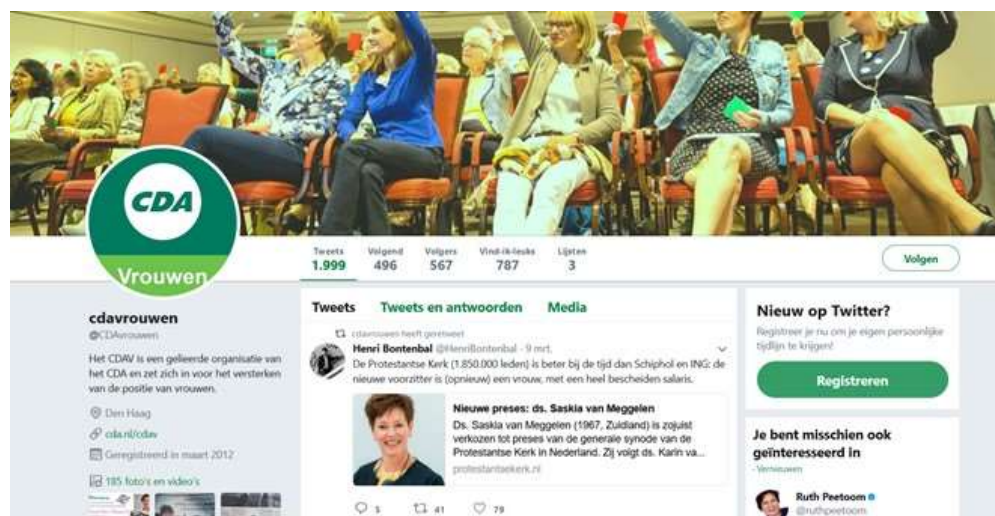 CDA
Vrouwen
Tweets Volgend Volgers Vind-ik-leuks Lijsten
1.999 496 567 787 3
Volgen
cdavrouwen
@CDAvrouwen
Het CDAV is een gelieerde organisatie van
het CDA en zet zich in voor het versterken
van de positie van vrouwen.
Den Haag
cda.nl/cdav
Geregistreerd in maart 2012
185 foto's en video's
Tweets Tweets en antwoorden Media
cdavrouwen heeft geretweet
Henri Bontenbal @HenriBontenbal · 9 mrt.
De Protestantse Kerk (1.850.000 leden) is beter bij de tijd dan Schiphol en ING: de
nieuwe voorzitter is (opnieuw) een vrouw, met een heel bescheiden salaris.
Nieuwe preses: ds. Saskia van Meggelen
Ds. Saskia van Meggelen (1967, Zuidland) is zojuist
verkozen tot preses van de generale synode van de
Protestantse Kerk in Nederland. Zij volgt ds. Karin va...
protestantsekerk.nl
5 41 79
Nieuw op Twitter?
Registreer je nu om je eigen persoonlijke
tijdlijn te krijgen!
Registreren
Je bent misschien ook
geïnteresseerd in
· Vernieuwen
Ruth Peetoom
@ruthpeetoom